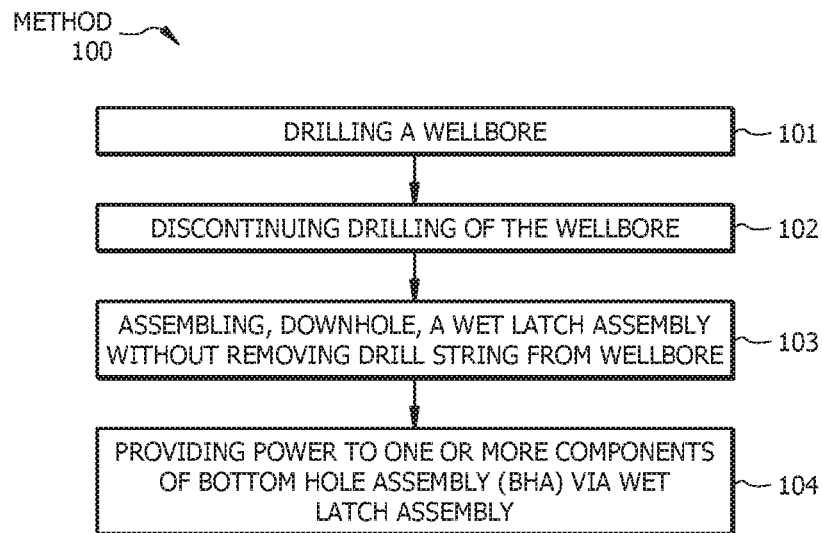 METHOD
100
DRILLING A WELLBORE
101
DISCONTINUING DRILLING OF THE WELLBORE
102
ASSEMBLING, DOWNHOLE, A WET LATCH ASSEMBLY
WITHOUT REMOVING DRILL STRING FROM WELLBORE
103
PROVIDING POWER TO ONE OR MORE COMPONENTS
OF BOTTOM HOLE ASSEMBLY (BHA) VIA WET
LATCH ASSEMBLY
104